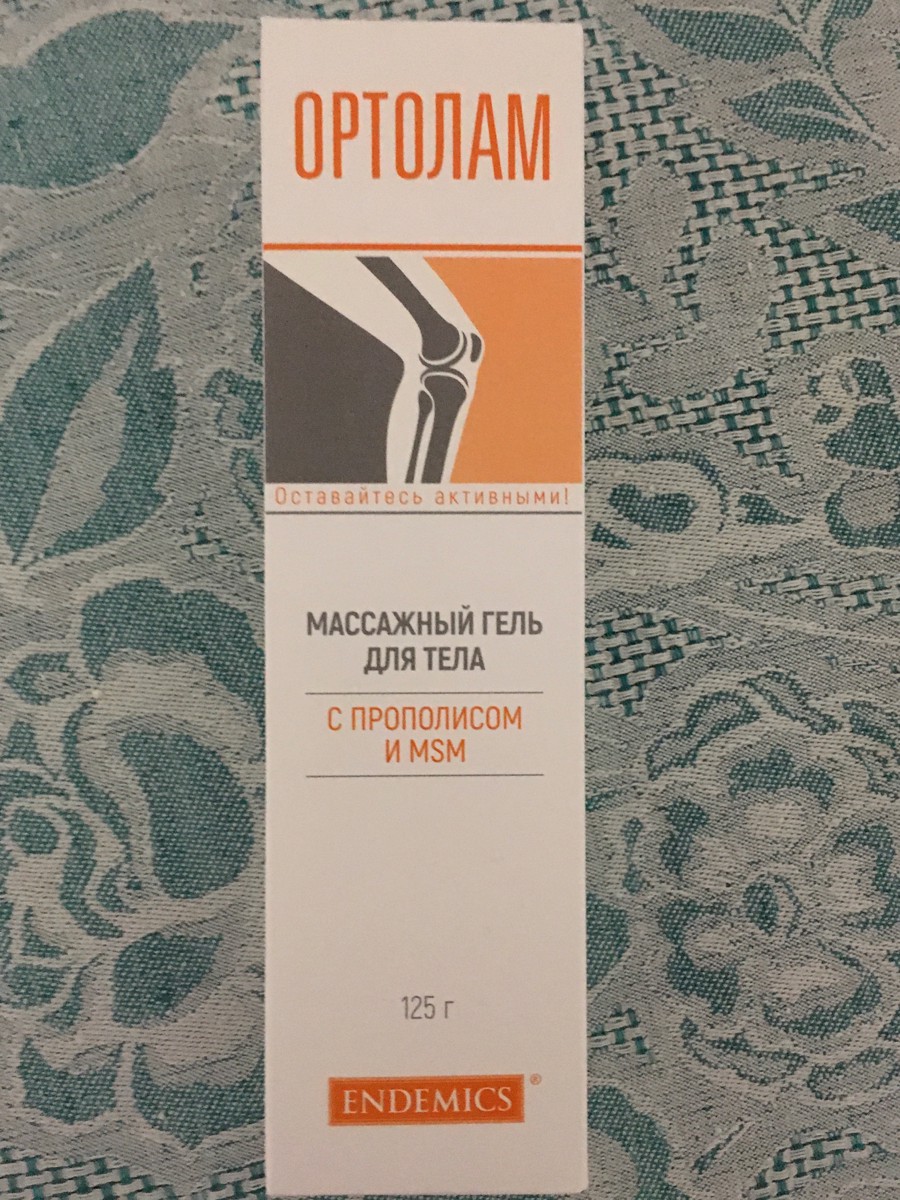 ОРТОЛАМ
Оставайтесь активными!
МАССАЖНЫЙ ГЕЛЬ
ДЛЯ ТЕЛА
С ПРОПОЛИСОМ
И MSM
125 г
ENDEMICS®